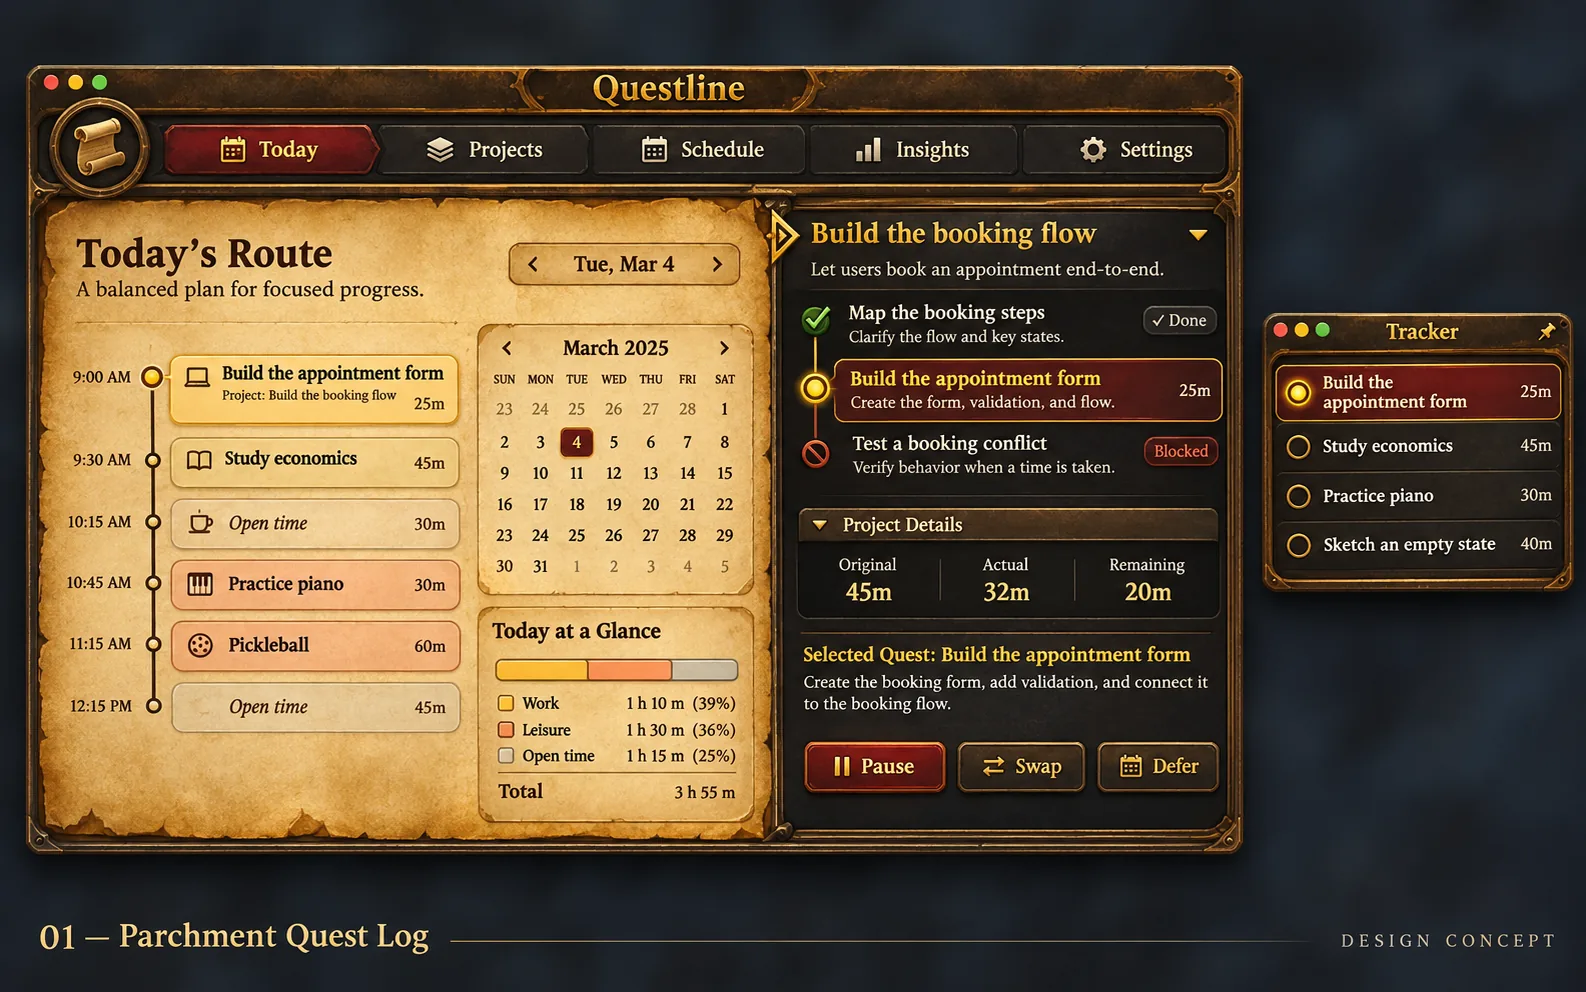 Questline
Today
Projects
Schedule
Insights
Settings
Today's Route
A balanced plan for focused progress.
Tue, Mar 4
9:00 AM
Build the appointment form
Project: Build the booking flow
25m
9:30 AM
Study economics
45m
10:15 AM
Open time
30m
10:45 AM
Practice piano
30m
11:15 AM
Pickleball
60m
12:15 PM
Open time
45m
March 2025
SUN MON TUE WED THU FRI SAT
23 24 25 26 27 28 1
2 3 4 5 6 7 8
9 10 11 12 13 14 15
16 17 18 19 20 21 22
23 24 25 26 27 28 29
30 31 1 2 3 4 5
Today at a Glance
Work 1 h 10 m (39%)
Leisure 1 h 30 m (36%)
Open time 1 h 15 m (25%)
Total 3 h 55 m
Build the booking flow
Let users book an appointment end-to-end.
Map the booking steps
Clarify the flow and key states.
✓ Done
Build the appointment form
Create the form, validation, and flow.
25m
Test a booking conflict
Verify behavior when a time is taken.
Blocked
Project Details
Original Actual Remaining
45m 32m 20m
Selected Quest: Build the appointment form
Create the booking form, add validation, and connect it
to the booking flow.
Pause
Swap
Defer
Tracker
Build the
appointment form
25m
Study economics 45m
Practice piano 30m
Sketch an empty state 40m
01 — Parchment Quest Log
DESIGN CONCEPT